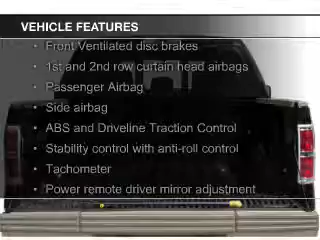 VEHICLE FEATURES
• Front Ventilated disc brakes
• 1st and 2nd row curtain head airbags
• Passenger Airbag
• Side airbag
• ABS and Driveline Traction Control
• Stability control with anti-roll control
• Tachometer
• Power remote driver mirror adjustment